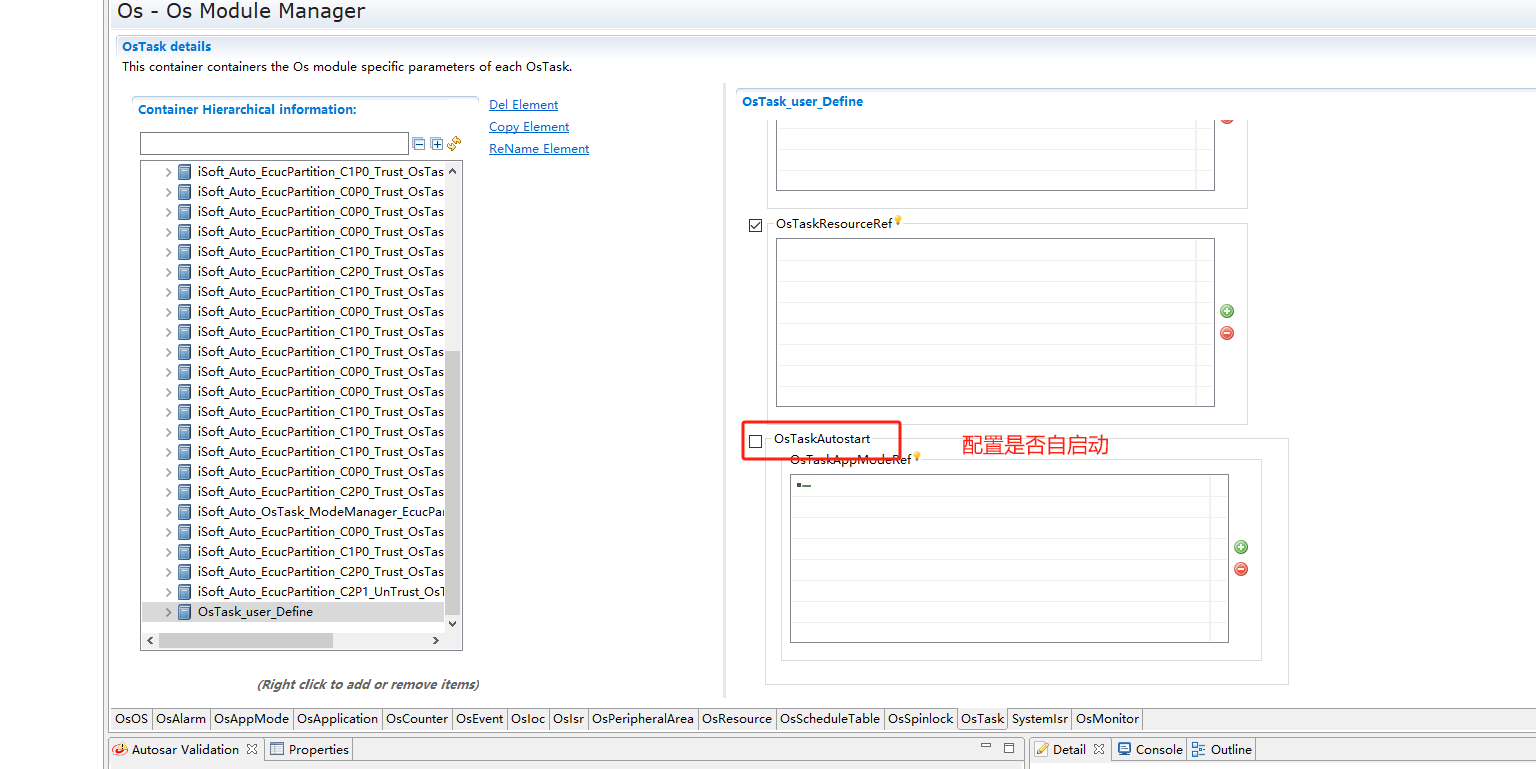 Os - Os Module Manager
OsTask details
This container containers the Os module specific parameters of each OsTask.
Container Hierarchical information:
Del Element
Copy Element
ReName Element
iSoft_Auto_EcucPartition_C1P0_Trust_OsTas
iSoft_Auto_EcucPartition_C0P0_Trust_OsTas
iSoft_Auto_EcucPartition_C0P0_Trust_OsTas
iSoft_Auto_EcucPartition_C0P0_Trust_OsTas
iSoft_Auto_EcucPartition_C1P0_Trust_OsTas
iSoft_Auto_EcucPartition_C2P0_Trust_OsTas
iSoft_Auto_EcucPartition_C1P0_Trust_OsTas
iSoft_Auto_EcucPartition_C0P0_Trust_OsTas
iSoft_Auto_EcucPartition_C1P0_Trust_OsTas
iSoft_Auto_EcucPartition_C1P0_Trust_OsTas
iSoft_Auto_EcucPartition_C0P0_Trust_OsTas
iSoft_Auto_EcucPartition_C0P0_Trust_OsTas
iSoft_Auto_EcucPartition_C1P0_Trust_OsTas
iSoft_Auto_EcucPartition_C1P0_Trust_OsTas
iSoft_Auto_EcucPartition_C1P0_Trust_OsTas
iSoft_Auto_EcucPartition_C0P0_Trust_OsTas
iSoft_Auto_EcucPartition_C2P0_Trust_OsTas
iSoft_Auto_OsTask_ModeManager_EcucPar
iSoft_Auto_EcucPartition_C0P0_Trust_OsTas
iSoft_Auto_EcucPartition_C1P0_Trust_OsTas
iSoft_Auto_EcucPartition_C2P0_Trust_OsTas
iSoft_Auto_EcucPartition_C2P1_UnTrust_OsT
OsTask_user_Define
(Right click to add or remove items)
OsTask_user_Define
OsTaskResourceRef
OsTaskAutostart
配置是否自启动
OsTaskAppModeRef
OsOS OsAlarm OsAppMode OsApplication OsCounter OsEvent OsIoc OsIsr OsPeripheralArea OsResource OsScheduleTable OsSpinlock OsTask SystemIsr OsMonitor
Autosar Validation Properties
Detail Console Outline